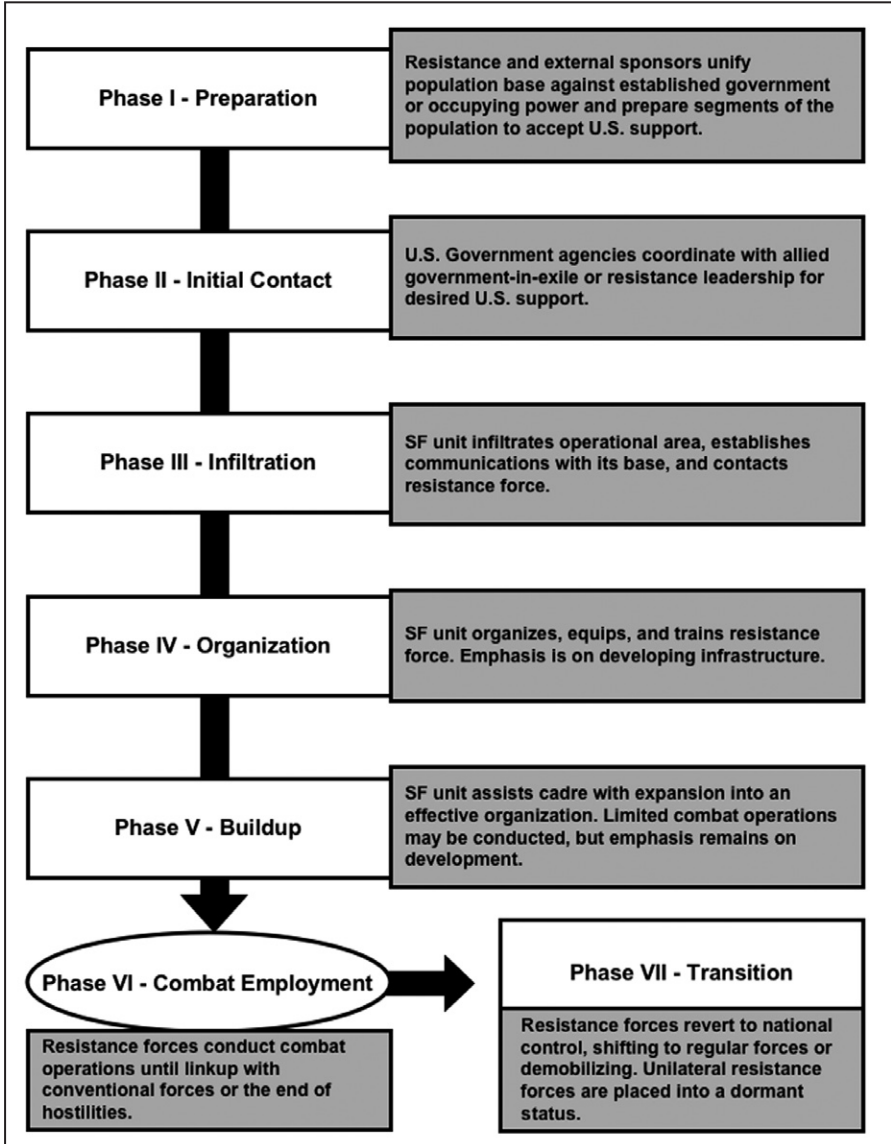 Phase I - Preparation
Resistance and external sponsors unify
population base against established government
or occupying power and prepare segments of the
population to accept U.S. support.
Phase II - Initial Contact
U.S. Government agencies coordinate with allied
government-in-exile or resistance leadership for
desired U.S. support.
Phase III - Infiltration
SF unit infiltrates operational area, establishes
communications with its base, and contacts
resistance force.
Phase IV - Organization
SF unit organizes, equips, and trains resistance
force. Emphasis is on developing infrastructure.
Phase V - Buildup
SF unit assists cadre with expansion into an
effective organization. Limited combat operations
may be conducted, but emphasis remains on
development.
Phase VI - Combat Employment
Resistance forces conduct combat
operations until linkup with
conventional forces or the end of
hostilities.
Phase VII - Transition
Resistance forces revert to national
control, shifting to regular forces or
demobilizing. Unilateral resistance
forces are placed into a dormant
status.